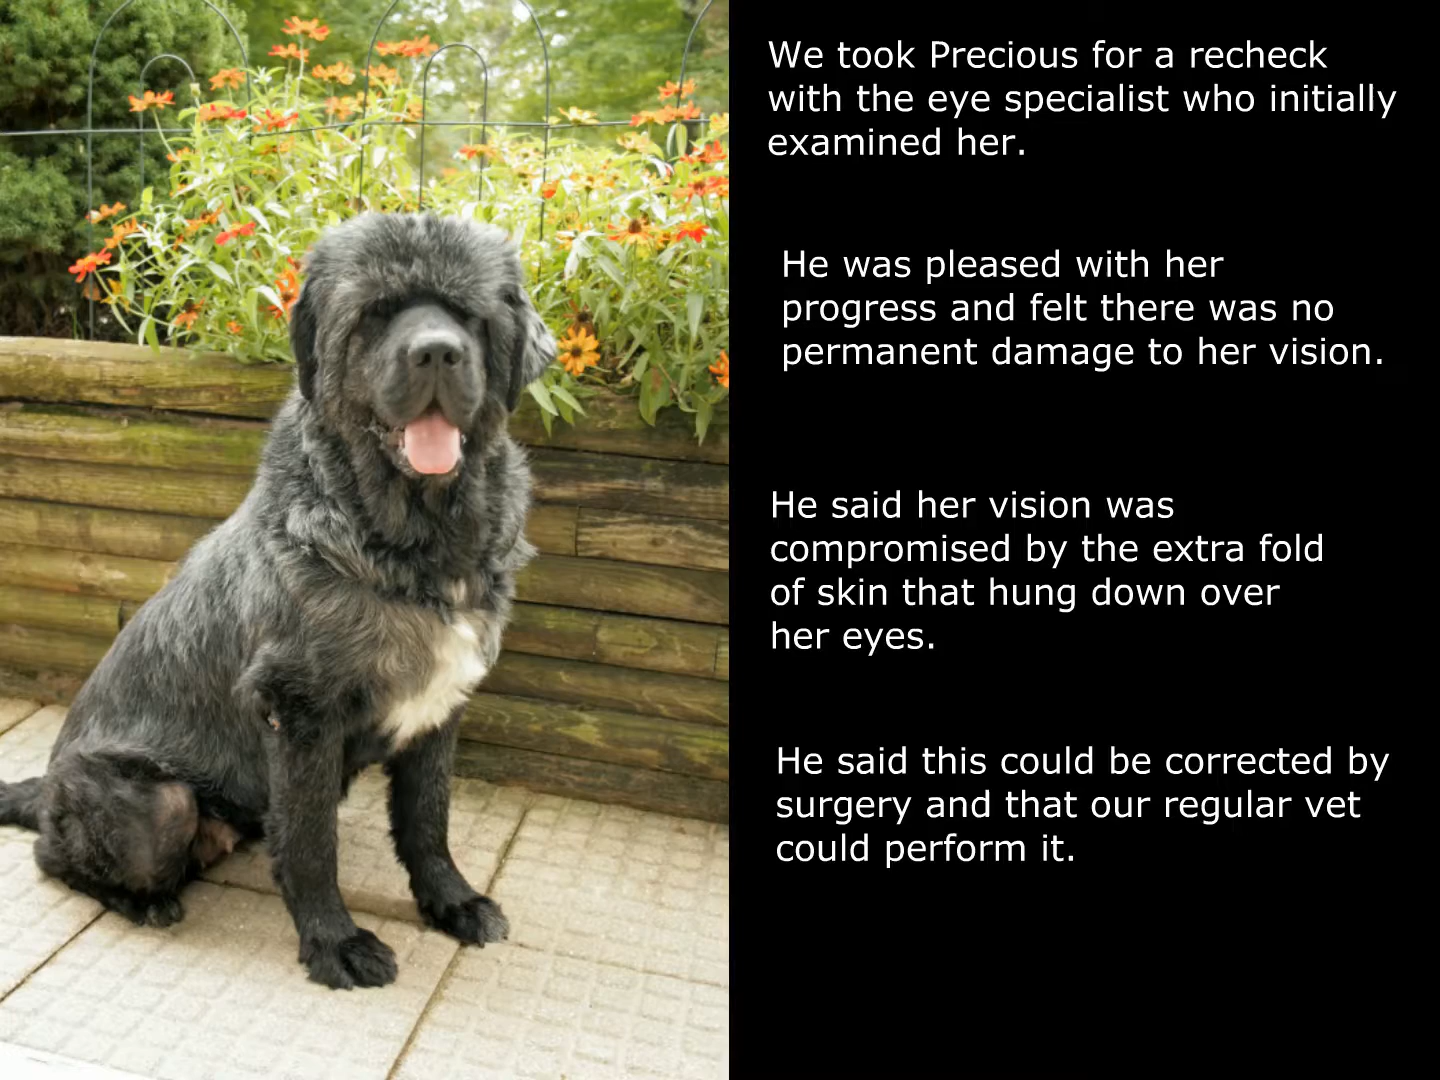 We took Precious for a recheck
with the eye specialist who initially
examined her.
He was pleased with her
progress and felt there was no
permanent damage to her vision.
He said her vision was
compromised by the extra fold
of skin that hung down over
her eyes.
He said this could be corrected by
surgery and that our regular vet
could perform it.